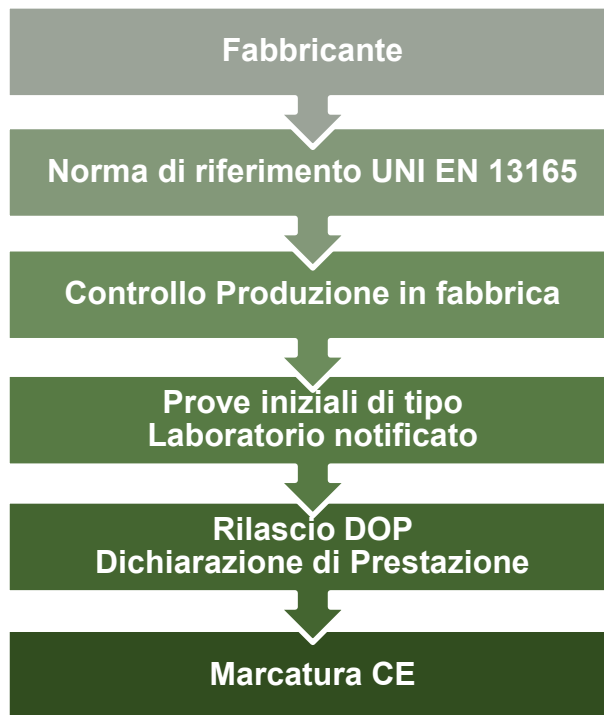 Fabbricante
Norma di riferimento UNI EN 13165
Controllo Produzione in fabbrica
Prove iniziali di tipo
Laboratorio notificato
Rilascio DOP
Dichiarazione di Prestazione
Marcatura CE